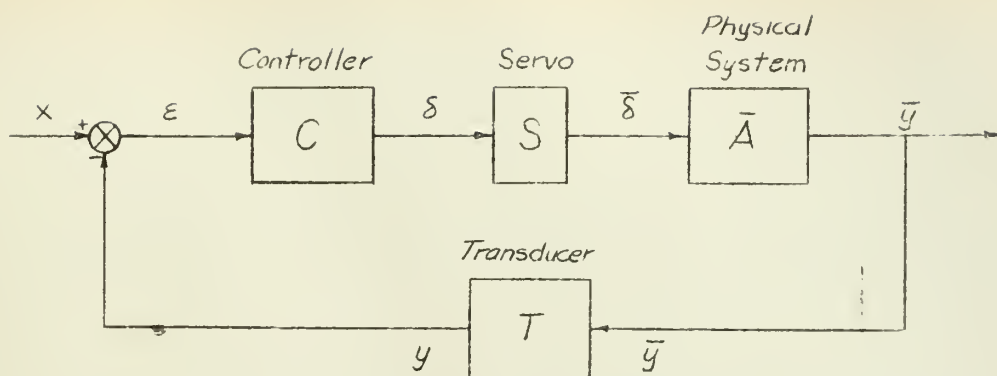 Physical
Controller Servo System
x + ε C δ S δ̄ Ā ȳ
-
Transducer
T
y ȳ